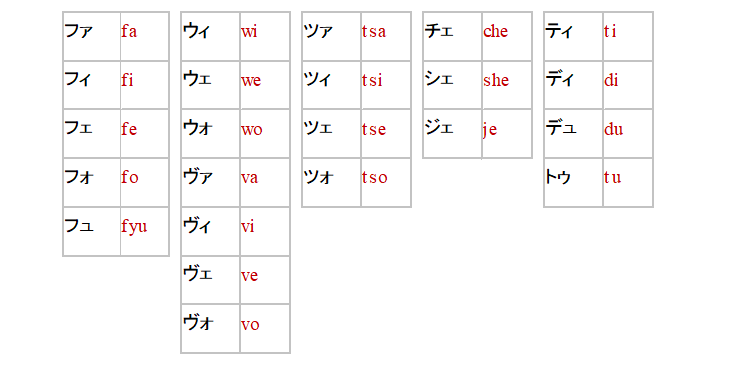 ファ fa
フィ fi
フェ fe
フォ fo
フュ fyu
ウィ wi
ウェ we
ウォ wo
ヴァ va
ヴィ vi
ヴェ ve
ヴォ vo
ツァ tsa
ツィ tsi
ツェ tse
ツォ tso
チェ che
シェ she
ジェ je
ティ ti
ディ di
デュ du
トゥ tu